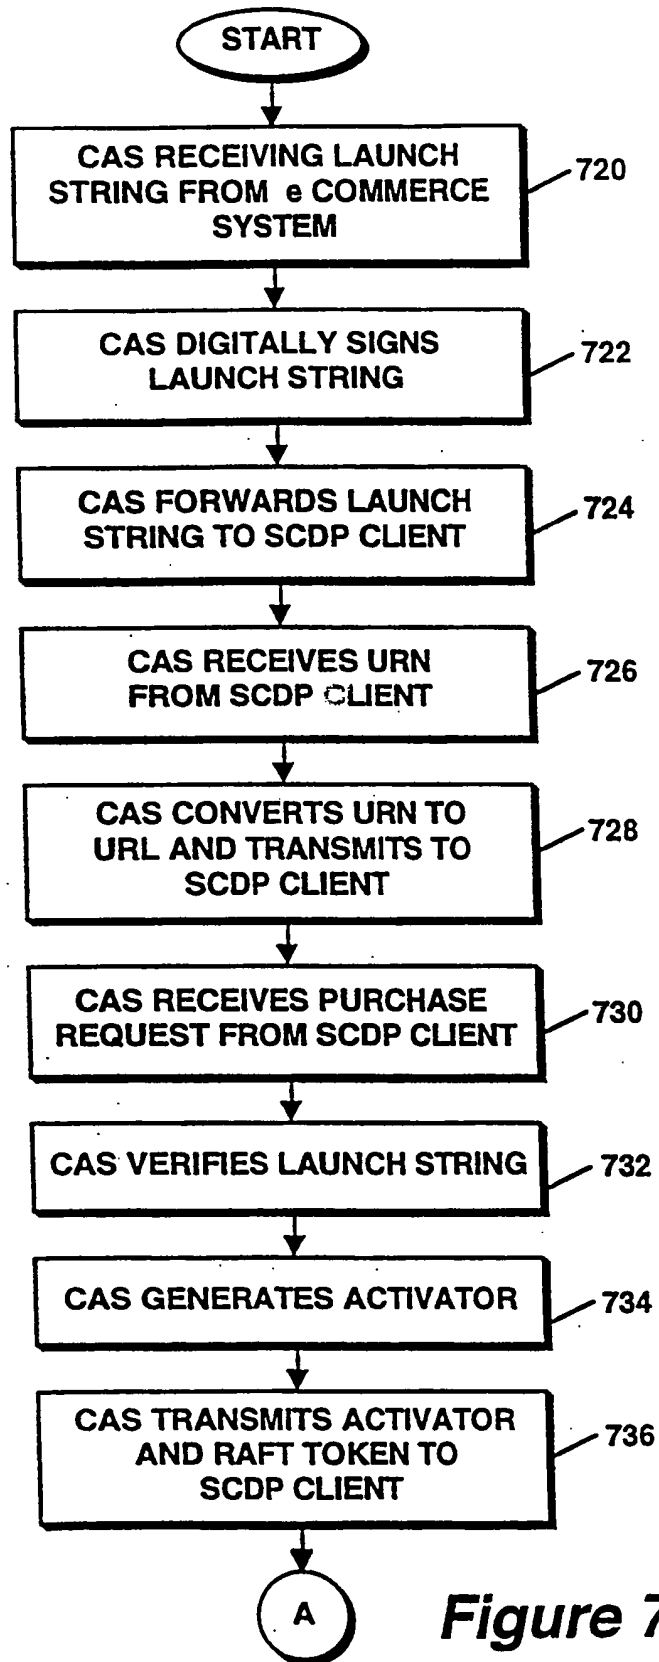 START
CAS RECEIVING LAUNCH
STRING FROM e COMMERCE
SYSTEM
720
CAS DIGITALLY SIGNS
LAUNCH STRING
722
CAS FORWARDS LAUNCH
STRING TO SCDP CLIENT
724
CAS RECEIVES URN
FROM SCDP CLIENT
726
CAS CONVERTS URN TO
URL AND TRANSMITS TO
SCDP CLIENT
728
CAS RECEIVES PURCHASE
REQUEST FROM SCDP CLIENT
730
CAS VERIFIES LAUNCH STRING
732
CAS GENERATES ACTIVATOR
734
CAS TRANSMITS ACTIVATOR
AND RAFT TOKEN TO
SCDP CLIENT
736
A
Figure 7